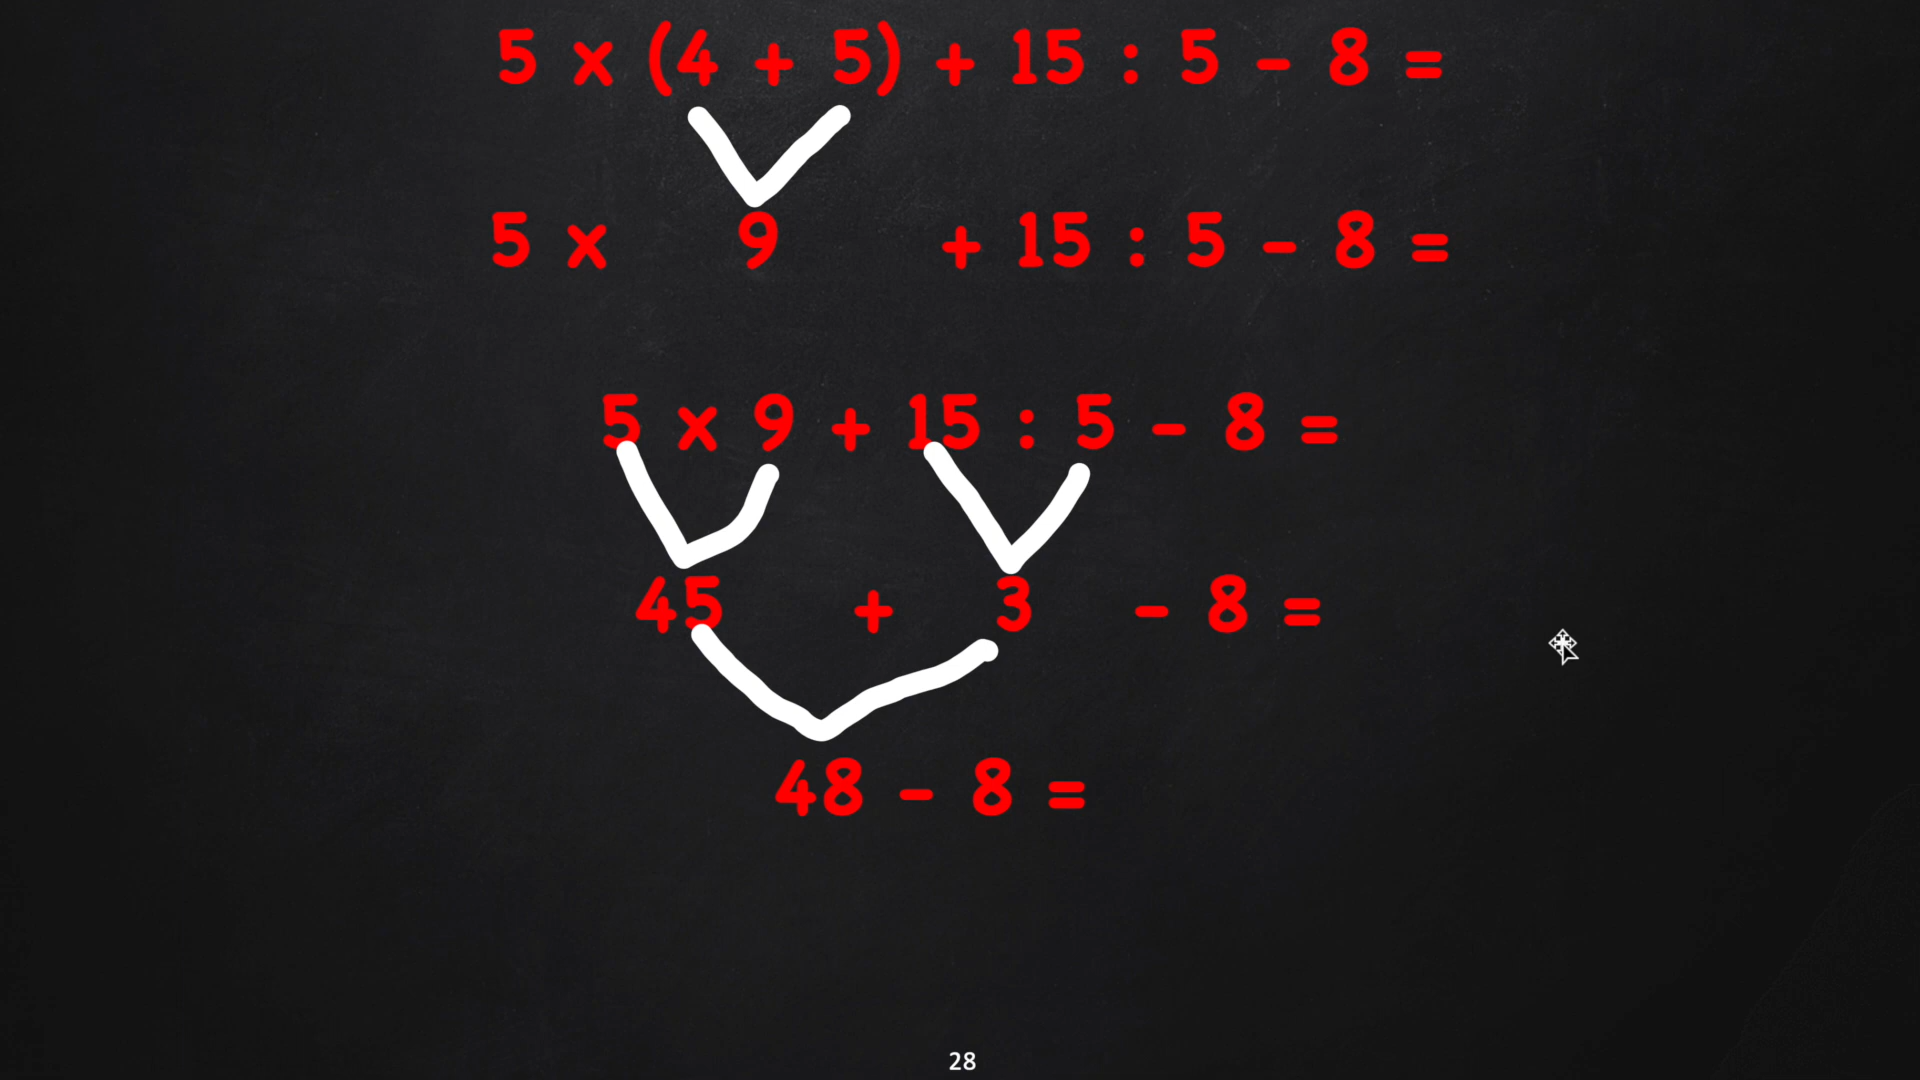 5 x (4 + 5) + 15 : 5 - 8 =
5 x 9 + 15 : 5 - 8 =
5 x 9 + 15 : 5 - 8 =
45 + 3 - 8 =
48 - 8 =
28